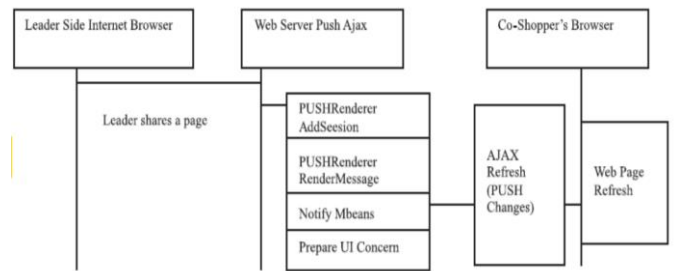 Leader Side Internet Browser
Web Server Push Ajax
Co-Shopper's Browser
Leader shares a page
PUSHRenderer
AddSeesion
PUSHRenderer
RenderMessage
Notify Mbeans
Prepare UI Concern
AJAX
Refresh
(PUSH
Changes)
Web Page
Refresh